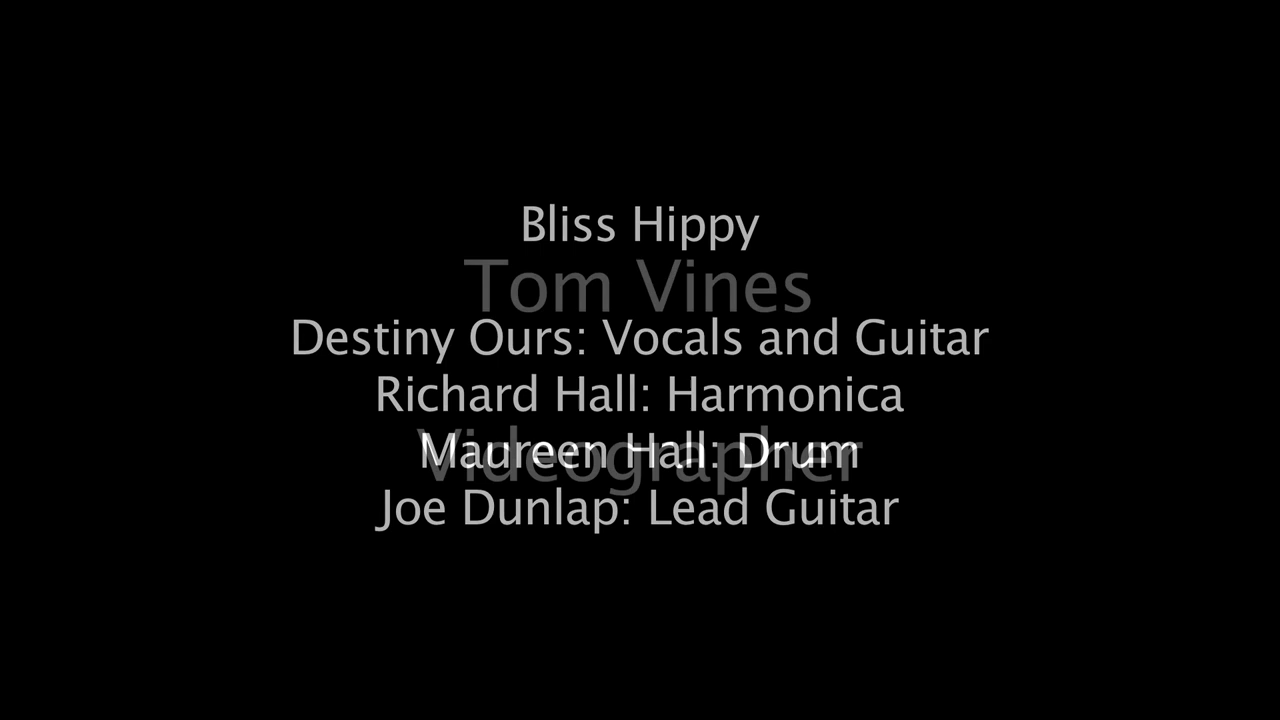 Bliss Hippy
Tom Vines
Destiny Ours: Vocals and Guitar
Richard Hall: Harmonica
Maureen Hall: Drum
Videographer
Joe Dunlap: Lead Guitar